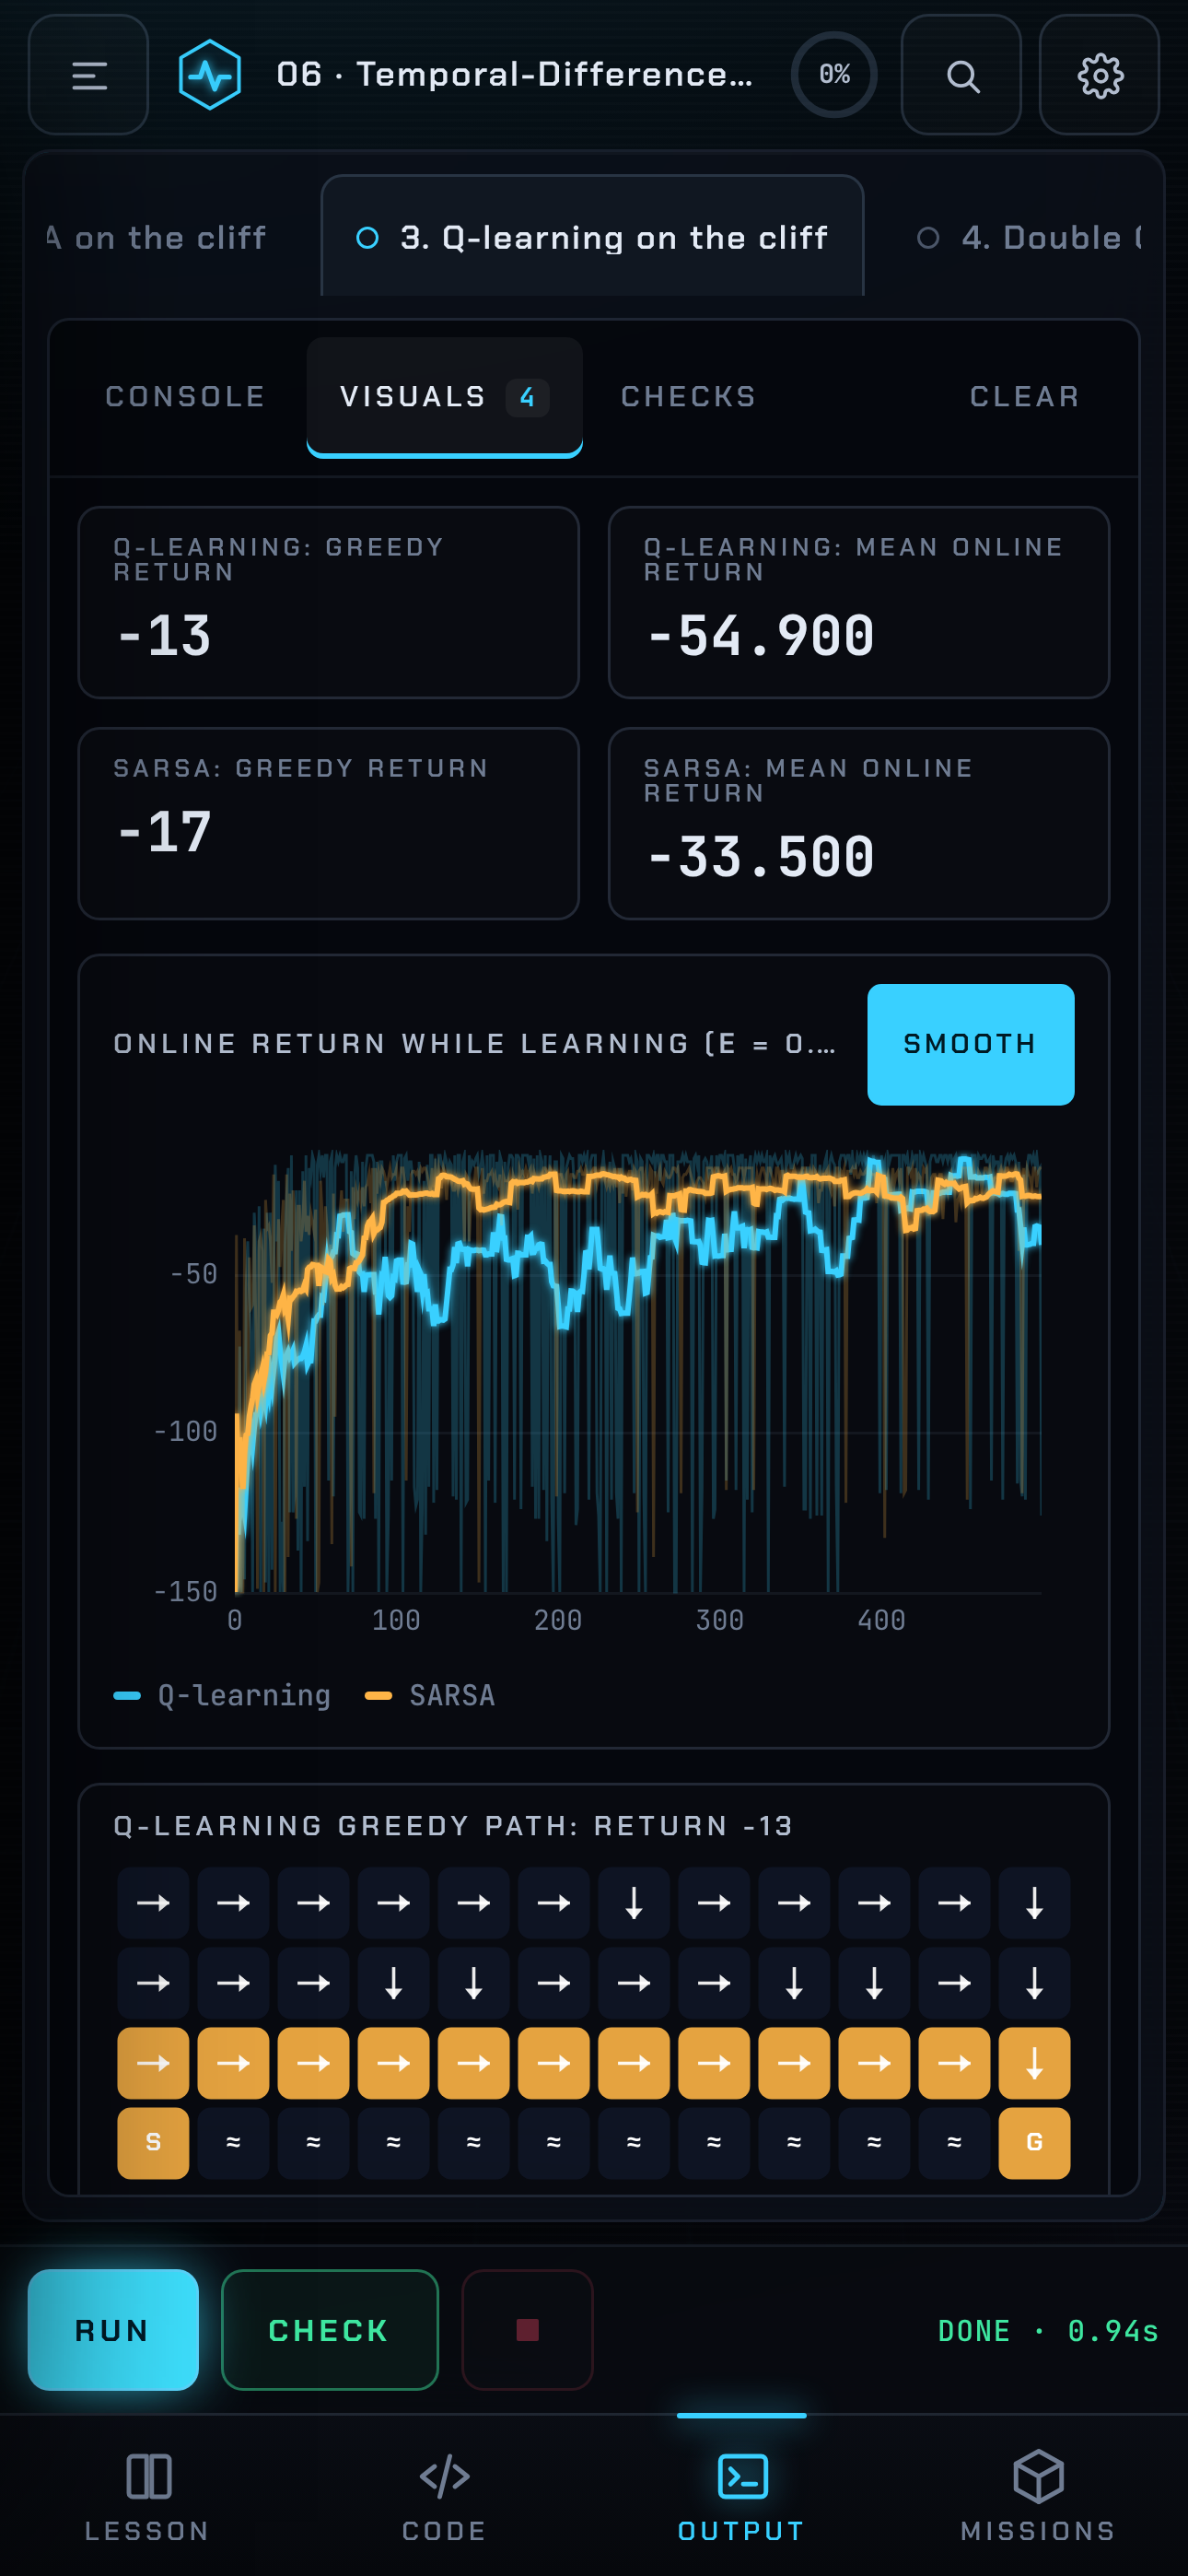 06 · Temporal-Difference…
0%
A on the cliff
3. Q-learning on the cliff
4. Double
CONSOLE
VISUALS 4
CHECKS
CLEAR
Q-LEARNING: GREEDY
RETURN
-13
Q-LEARNING: MEAN ONLINE
RETURN
-54.900
SARSA: GREEDY RETURN
-17
SARSA: MEAN ONLINE
RETURN
-33.500
ONLINE RETURN WHILE LEARNING (E = 0.…
SMOOTH
-50
-100
-150
0 100 200 300 400
Q-learning SARSA
Q-LEARNING GREEDY PATH: RETURN -13
→ → → → → → ↓ → → → → ↓
→ → → ↓ ↓ → → → ↓ ↓ → ↓
→ → → → → → → → → → → ↓
S ≈ ≈ ≈ ≈ ≈ ≈ ≈ ≈ ≈ ≈ G
RUN
CHECK
DONE · 0.94s
LESSON
CODE
OUTPUT
MISSIONS